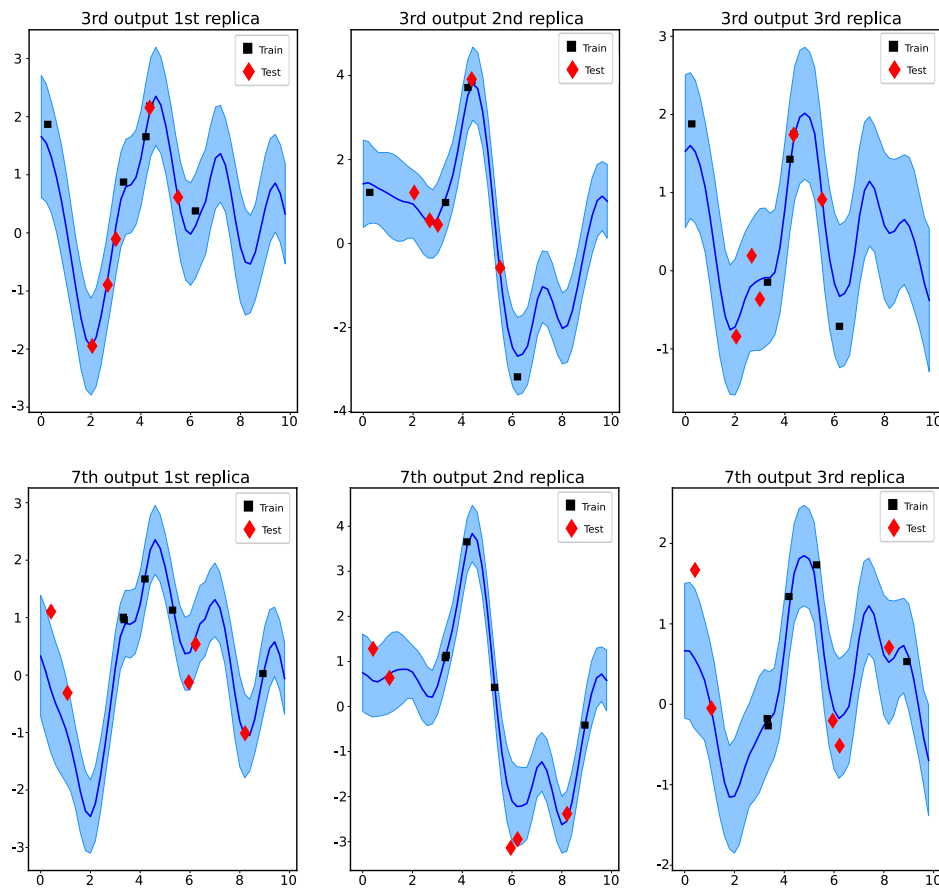 3rd output 1st replica
3rd output 2nd replica
3rd output 3rd replica
Train
Test
3
2
1
0
-1
-2
-3
0 2 4 6 8 10
Train
Test
4
2
0
-2
-4
0 2 4 6 8 10
Train
Test
3
2
1
0
-1
0 2 4 6 8 10
7th output 1st replica
7th output 2nd replica
7th output 3rd replica
Train
Test
3
2
1
0
-1
-2
-3
0 2 4 6 8 10
Train
Test
4
3
2
1
0
-1
-2
-3
0 2 4 6 8 10
Train
Test
2
1
0
-1
-2
0 2 4 6 8 10